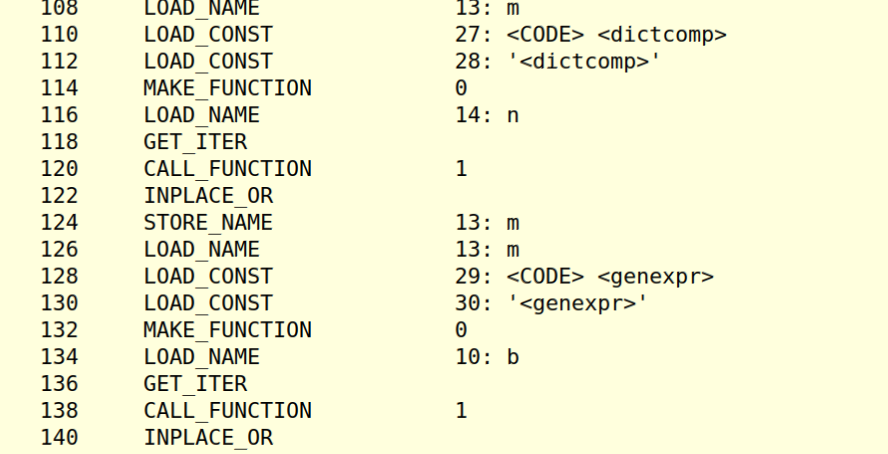 108 LOAD_NAME 13: m
110 LOAD_CONST 27: <CODE> <dictcomp>
112 LOAD_CONST 28: '<dictcomp>'
114 MAKE_FUNCTION 0
116 LOAD_NAME 14: n
118 GET_ITER
120 CALL_FUNCTION 1
122 INPLACE_OR
124 STORE_NAME 13: m
126 LOAD_NAME 13: m
128 LOAD_CONST 29: <CODE> <genexpr>
130 LOAD_CONST 30: '<genexpr>'
132 MAKE_FUNCTION 0
134 LOAD_NAME 10: b
136 GET_ITER
138 CALL_FUNCTION 1
140 INPLACE_OR